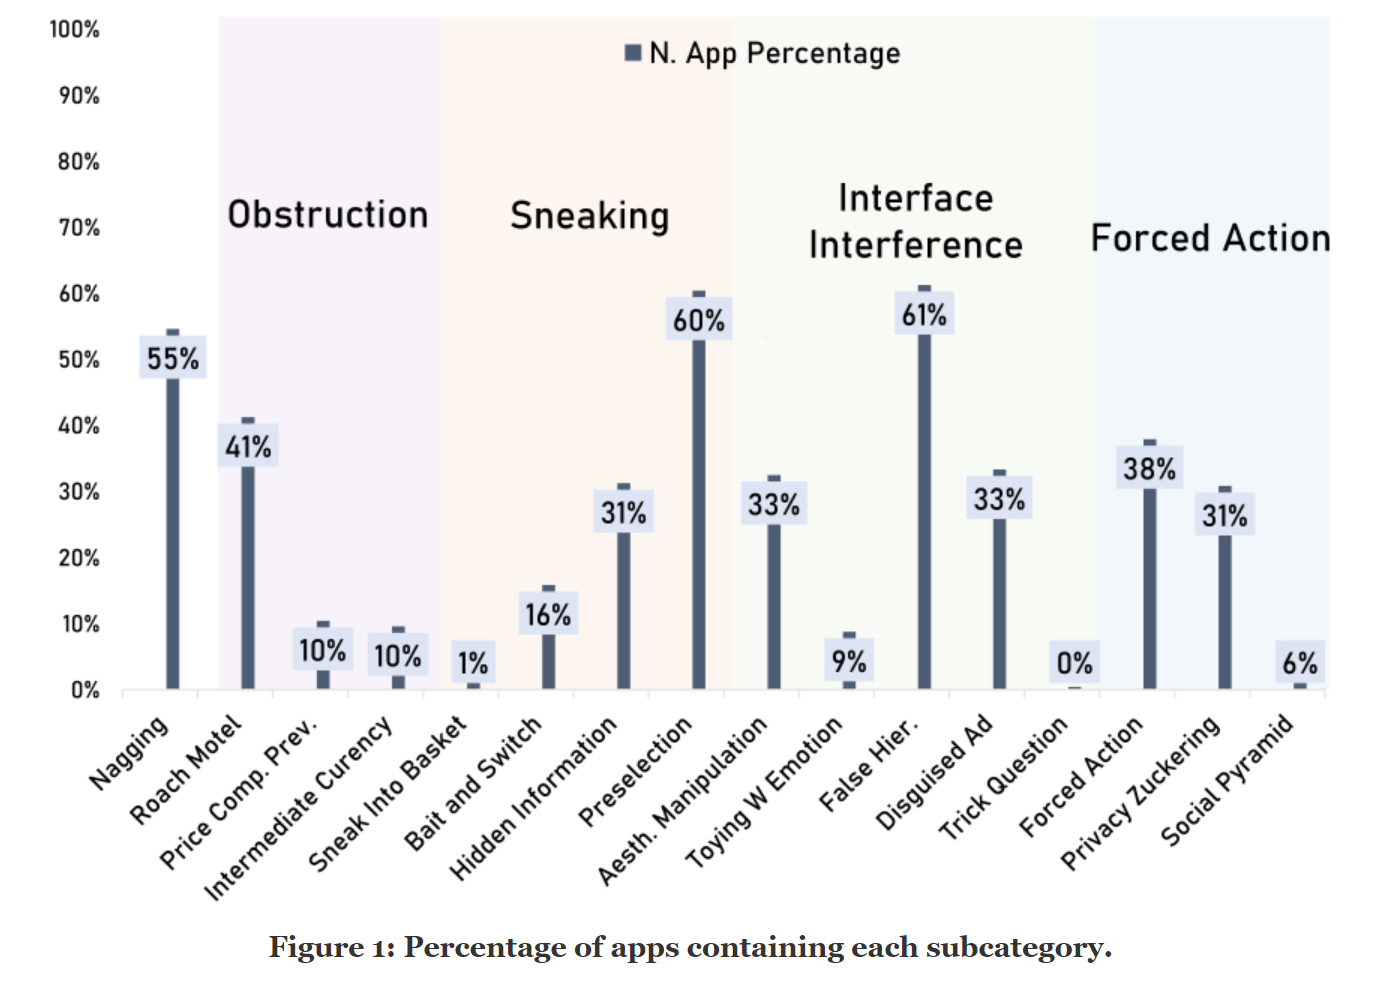 100%
90%
80%
70%
60%
50%
40%
30%
20%
10%
0%
N. App Percentage
Obstruction
Sneaking
Interface
Interference
Forced Action
55%
41%
10%
10%
1%
16%
31%
60%
33%
9%
61%
33%
0%
38%
31%
6%
Nagging
Roach Motel
Price Comp. Prev.
Intermediate Curency
Sneak Into Basket
Bait and Switch
Hidden Information
Preselection
Aesth. Manipulation
Toying W Emotion
False Hier.
Disguised Ad
Trick Question
Forced Action
Privacy Zuckering
Social Pyramid
Figure 1: Percentage of apps containing each subcategory.